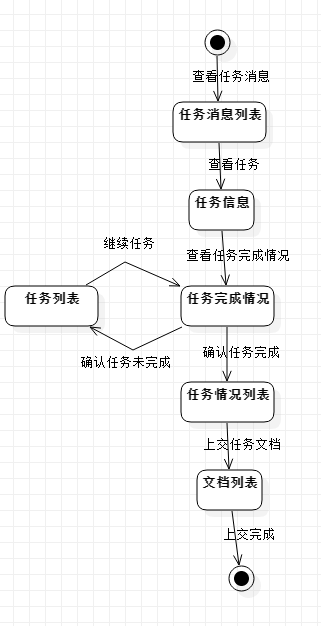 查看任务消息
任务消息列表
查看任务
任务信息
查看任务完成情况
继续任务
任务列表
任务完成情况
确认任务未完成
确认任务完成
任务情况列表
上交任务文档
文档列表
上交完成